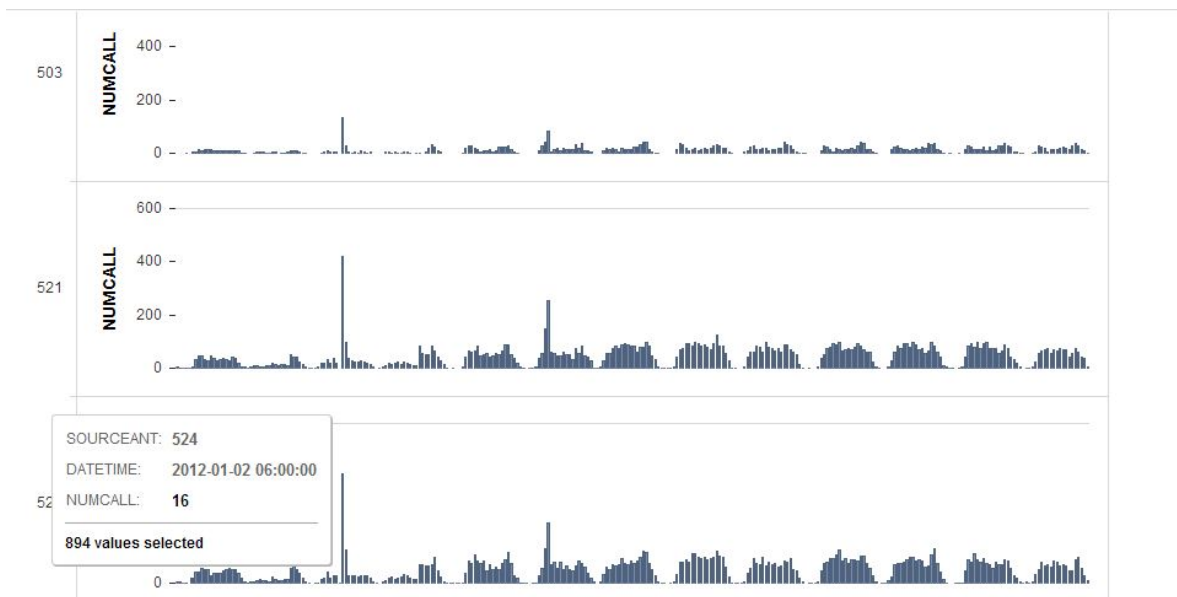 400
503
NUMCALL
200
0
600
521
NUMCALL
400
200
0
SOURCEANT: 524
DATETIME: 2012-01-02 06:00:00
NUMCALL: 16
894 values selected
0